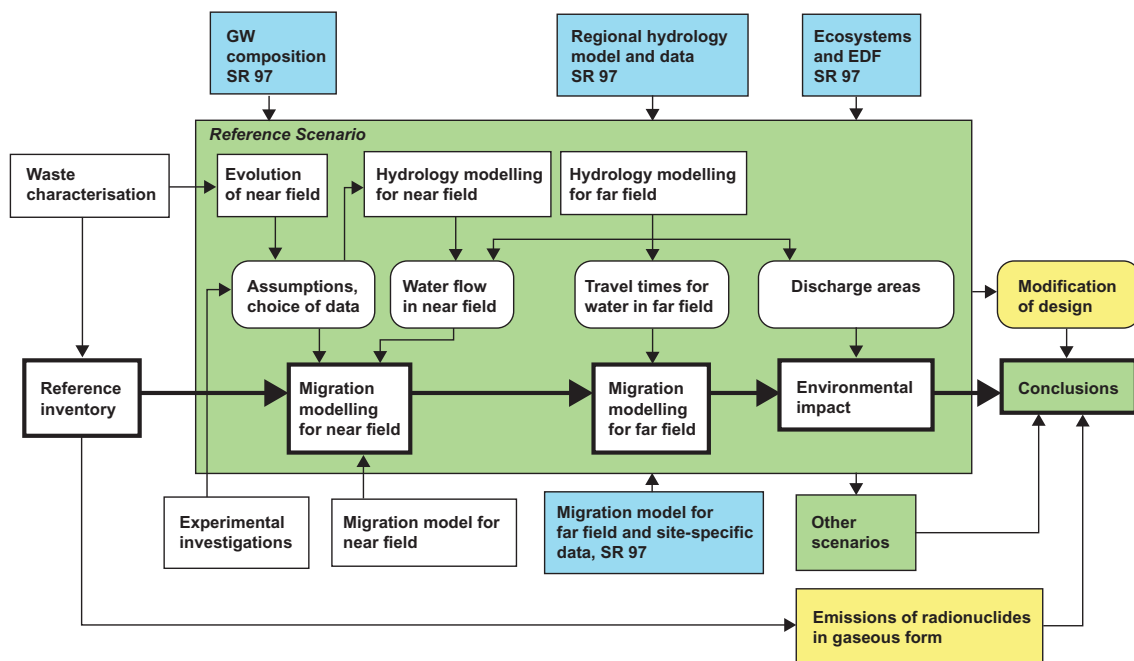 GW
composition
SR 97
Regional hydrology
model and data
SR 97
Ecosystems
and EDF
SR 97
Reference Scenario
Waste
characterisation
Evolution
of near field
Hydrology modelling
for near field
Hydrology modelling
for far field
Assumptions,
choice of data
Water flow
in near field
Travel times for
water in far field
Discharge areas
Modification
of design
Reference
inventory
Migration
modelling
for near field
Migration
modelling
for far field
Environmental
impact
Conclusions
Experimental
investigations
Migration model for
near field
Migration model for
far field and site-specific
data, SR 97
Other
scenarios
Emissions of radionuclides
in gaseous form